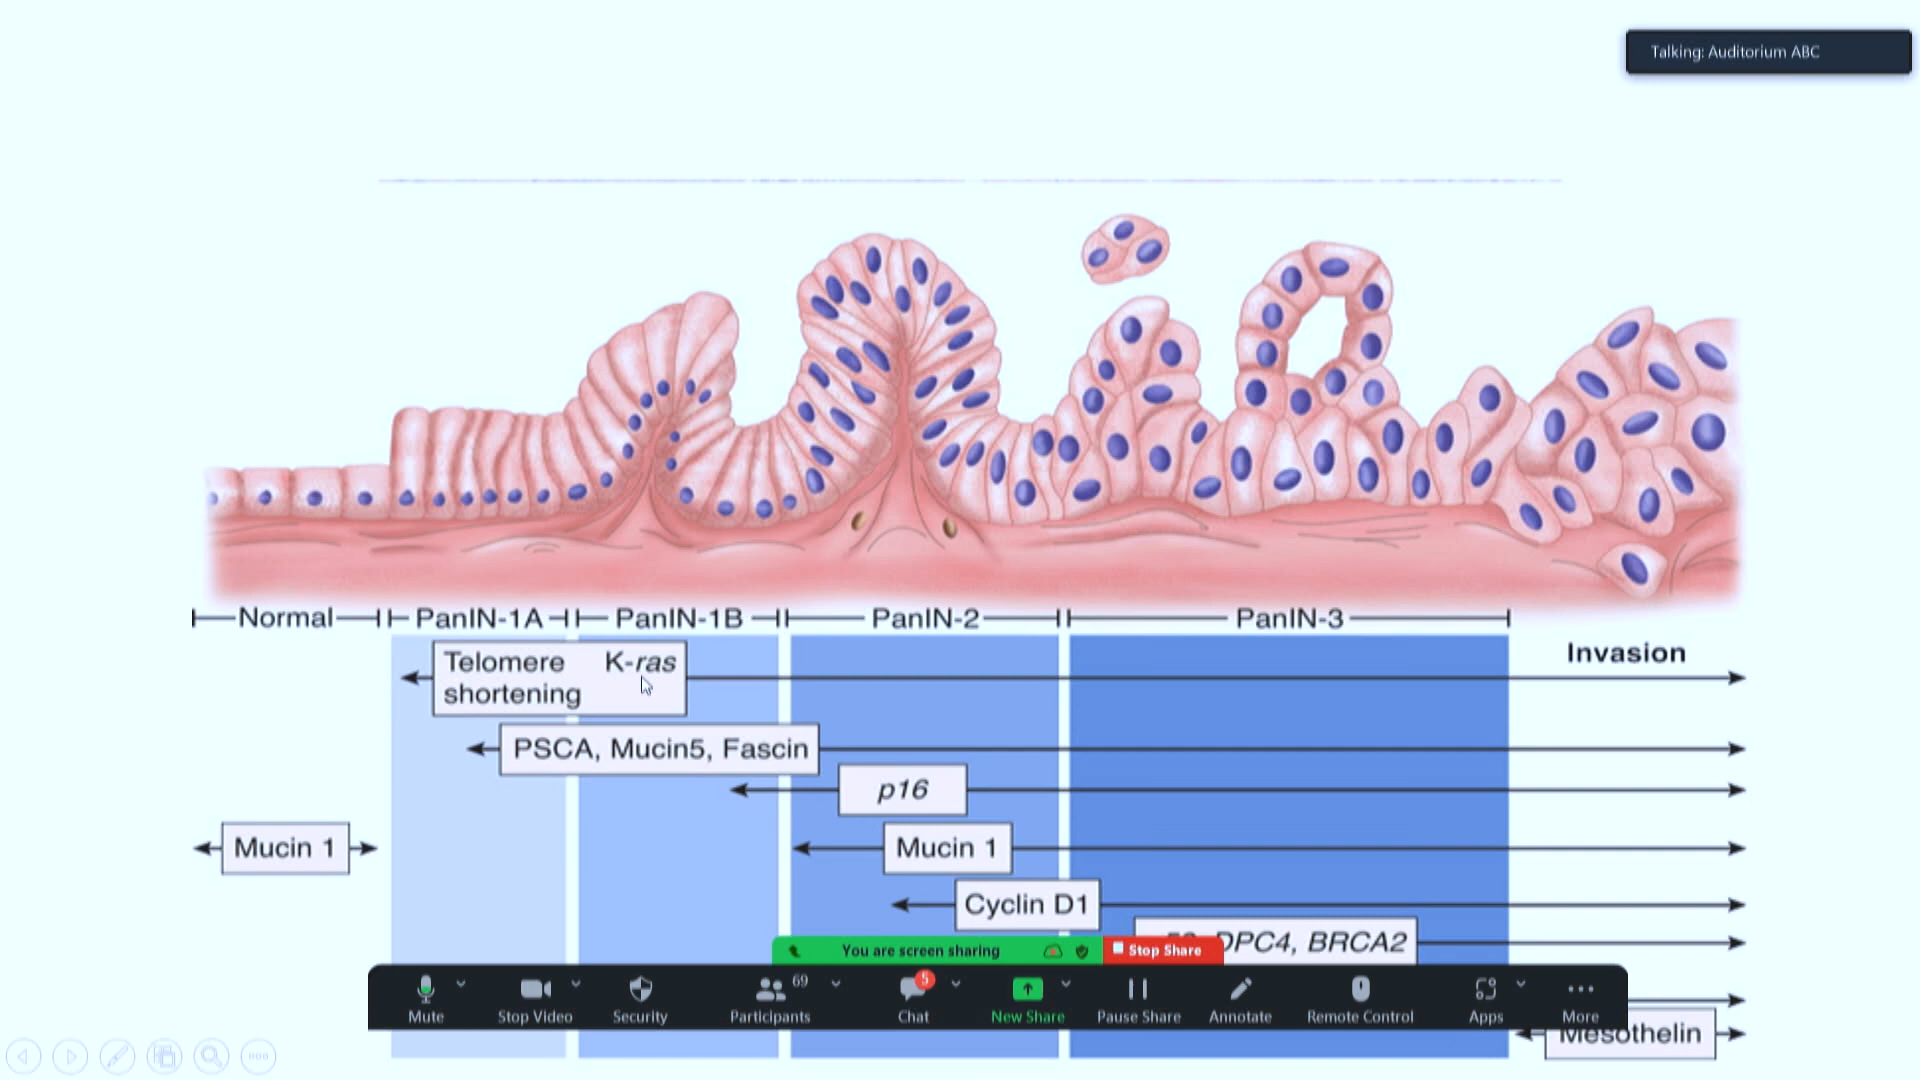 Talking: Auditorium ABC
Normal PanIN-1A PanIN-1B PanIN-2 PanIN-3
Invasion
Telomere K-ras
shortening
PSCA, Mucin5, Fascin
p16
Mucin 1 Mucin 1
Cyclin D1
DPC4, BRCA2
You are screen sharing Stop Share
69 5
Mute Stop Video Security Participants Chat New Share Pause Share Annotate Remote Control Apps More
Mesothelin